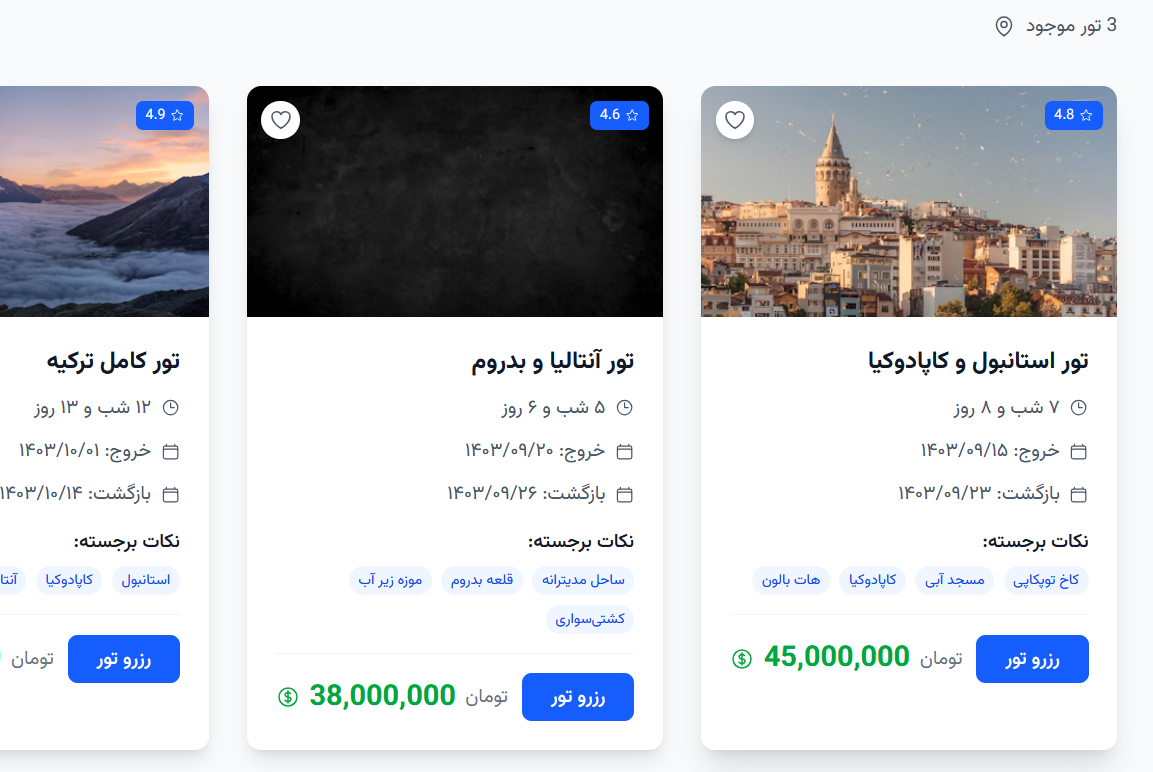 3 تور موجود
4.8
تور استانبول و کاپادوکیا
۷ شب و ۸ روز
خروج: ۱۴۰۳/۰۹/۱۵
بازگشت: ۱۴۰۳/۰۹/۲۳
نکات برجسته:
کاخ توپکاپی مسجد آبی کاپادوکیا هات بالون
رزرو تور تومان 45,000,000
4.6
تور آنتالیا و بدروم
۵ شب و ۶ روز
خروج: ۱۴۰۳/۰۹/۲۰
بازگشت: ۱۴۰۳/۰۹/۲۶
نکات برجسته:
ساحل مدیترانه قلعه بدروم موزه زیر آب
کشتی‌سواری
رزرو تور تومان 38,000,000
4.9
تور کامل ترکیه
۱۲ شب و ۱۳ روز
خروج: ۱۴۰۳/۱۰/۰۱
بازگشت: ۱۴۰۳/۱۰/۱۴
نکات برجسته:
استانبول کاپادوکیا
رزرو تور تومان